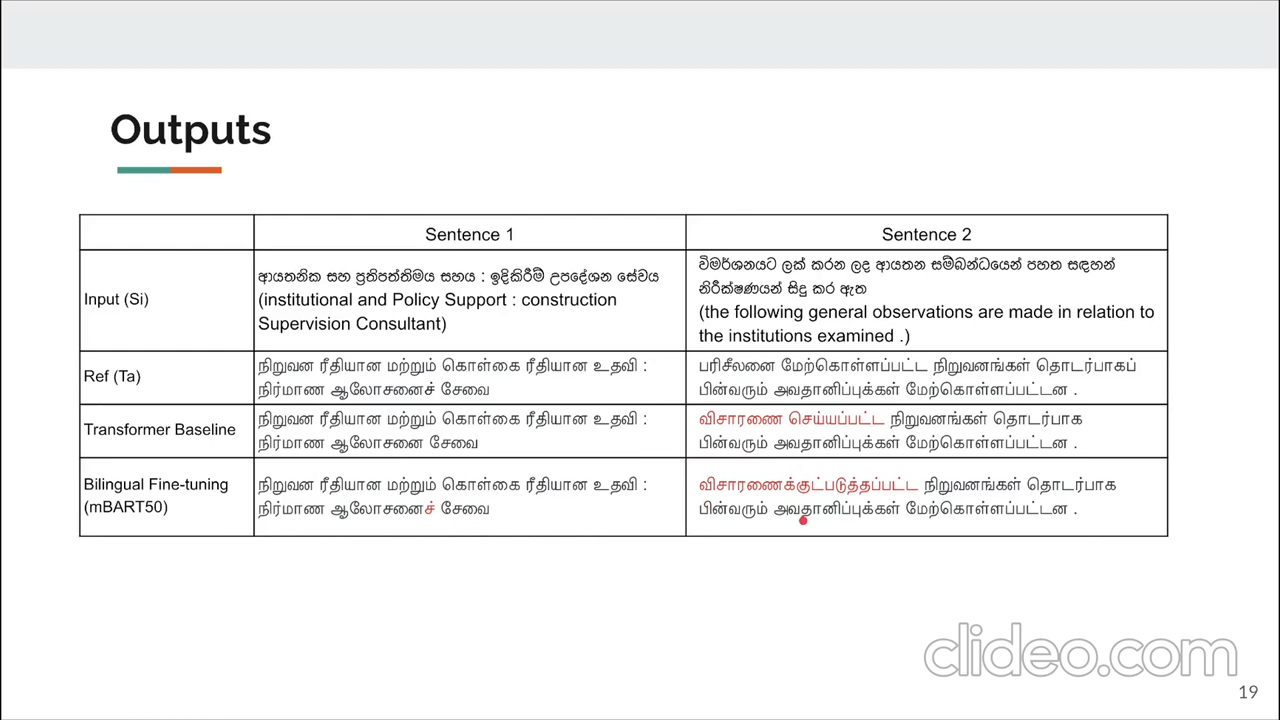 Outputs
Sentence 1
Sentence 2
Input (Si)
ආයතනික සහ ප්‍රතිපත්තිමය සහය : ඉදිකිරීම් උපදේශන සේවය
(institutional and Policy Support : construction
Supervision Consultant)
විමර්ශනයට ලක් කරන ලද ආයතන සම්බන්ධයෙන් පහත සඳහන්
නිරීක්ෂණයන් සිදු කර ඇත
(the following general observations are made in relation to
the institutions examined .)
Ref (Ta)
நிறுவன ரீதியான மற்றும் கொள்கை ரீதியான உதவி :
நிர்மாண ஆலோசனைச் சேவை
பரிசீலனை மேற்கொள்ளப்பட்ட நிறுவனங்கள் தொடர்பாகப்
பின்வரும் அவதானிப்புக்கள் மேற்கொள்ளப்பட்டன .
Transformer Baseline
நிறுவன ரீதியான மற்றும் கொள்கை ரீதியான உதவி :
நிர்மாண ஆலோசனை சேவை
விசாரணை செய்யப்பட்ட நிறுவனங்கள் தொடர்பாக
பின்வரும் அவதானிப்புக்கள் மேற்கொள்ளப்பட்டன .
Bilingual Fine-tuning
(mBART50)
நிறுவன ரீதியான மற்றும் கொள்கை ரீதியான உதவி :
நிர்மாண ஆலோசனைச் சேவை
விசாரணைக்குட்படுத்தப்பட்ட நிறுவனங்கள் தொடர்பாக
பின்வரும் அவதானிப்புக்கள் மேற்கொள்ளப்பட்டன .
clideo.com
19